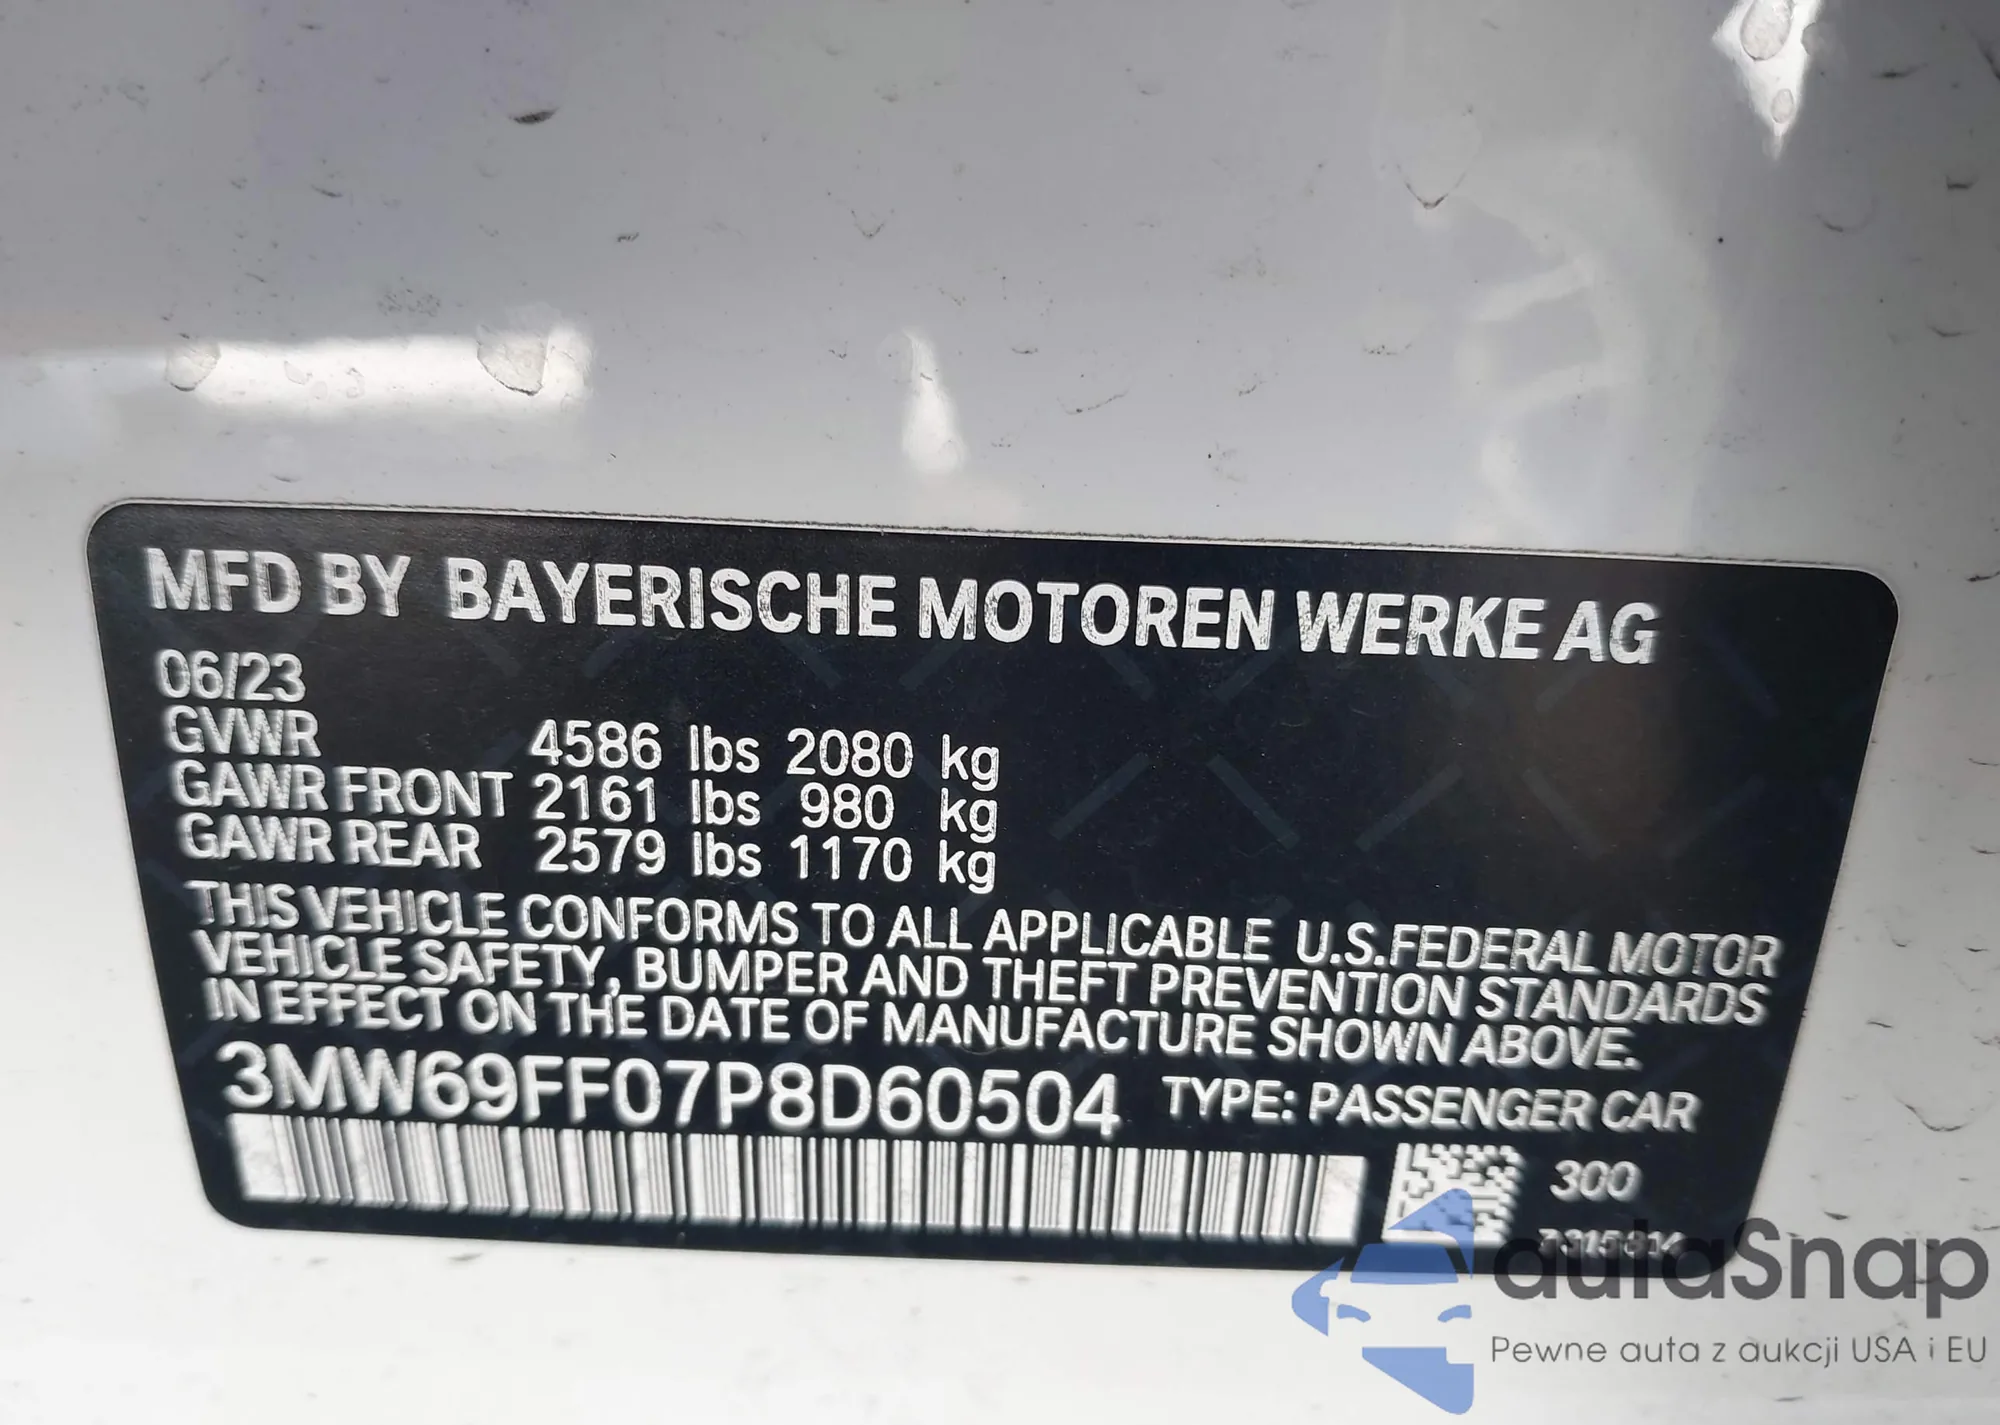 MFD BY BAYERISCHE MOTOREN WERKE AG
06/23
GVWR 4586 lbs 2080 kg
GAWR FRONT 2161 lbs 980 kg
GAWR REAR 2579 lbs 1170 kg
THIS VEHICLE CONFORMS TO ALL APPLICABLE U.S.FEDERAL MOTOR
VEHICLE SAFETY, BUMPER AND THEFT PREVENTION STANDARDS
IN EFFECT ON THE DATE OF MANUFACTURE SHOWN ABOVE.
3MW69FF07P8D60504 TYPE: PASSENGER CAR
300
autaSnap
Pewne auta z aukcji USA i EU